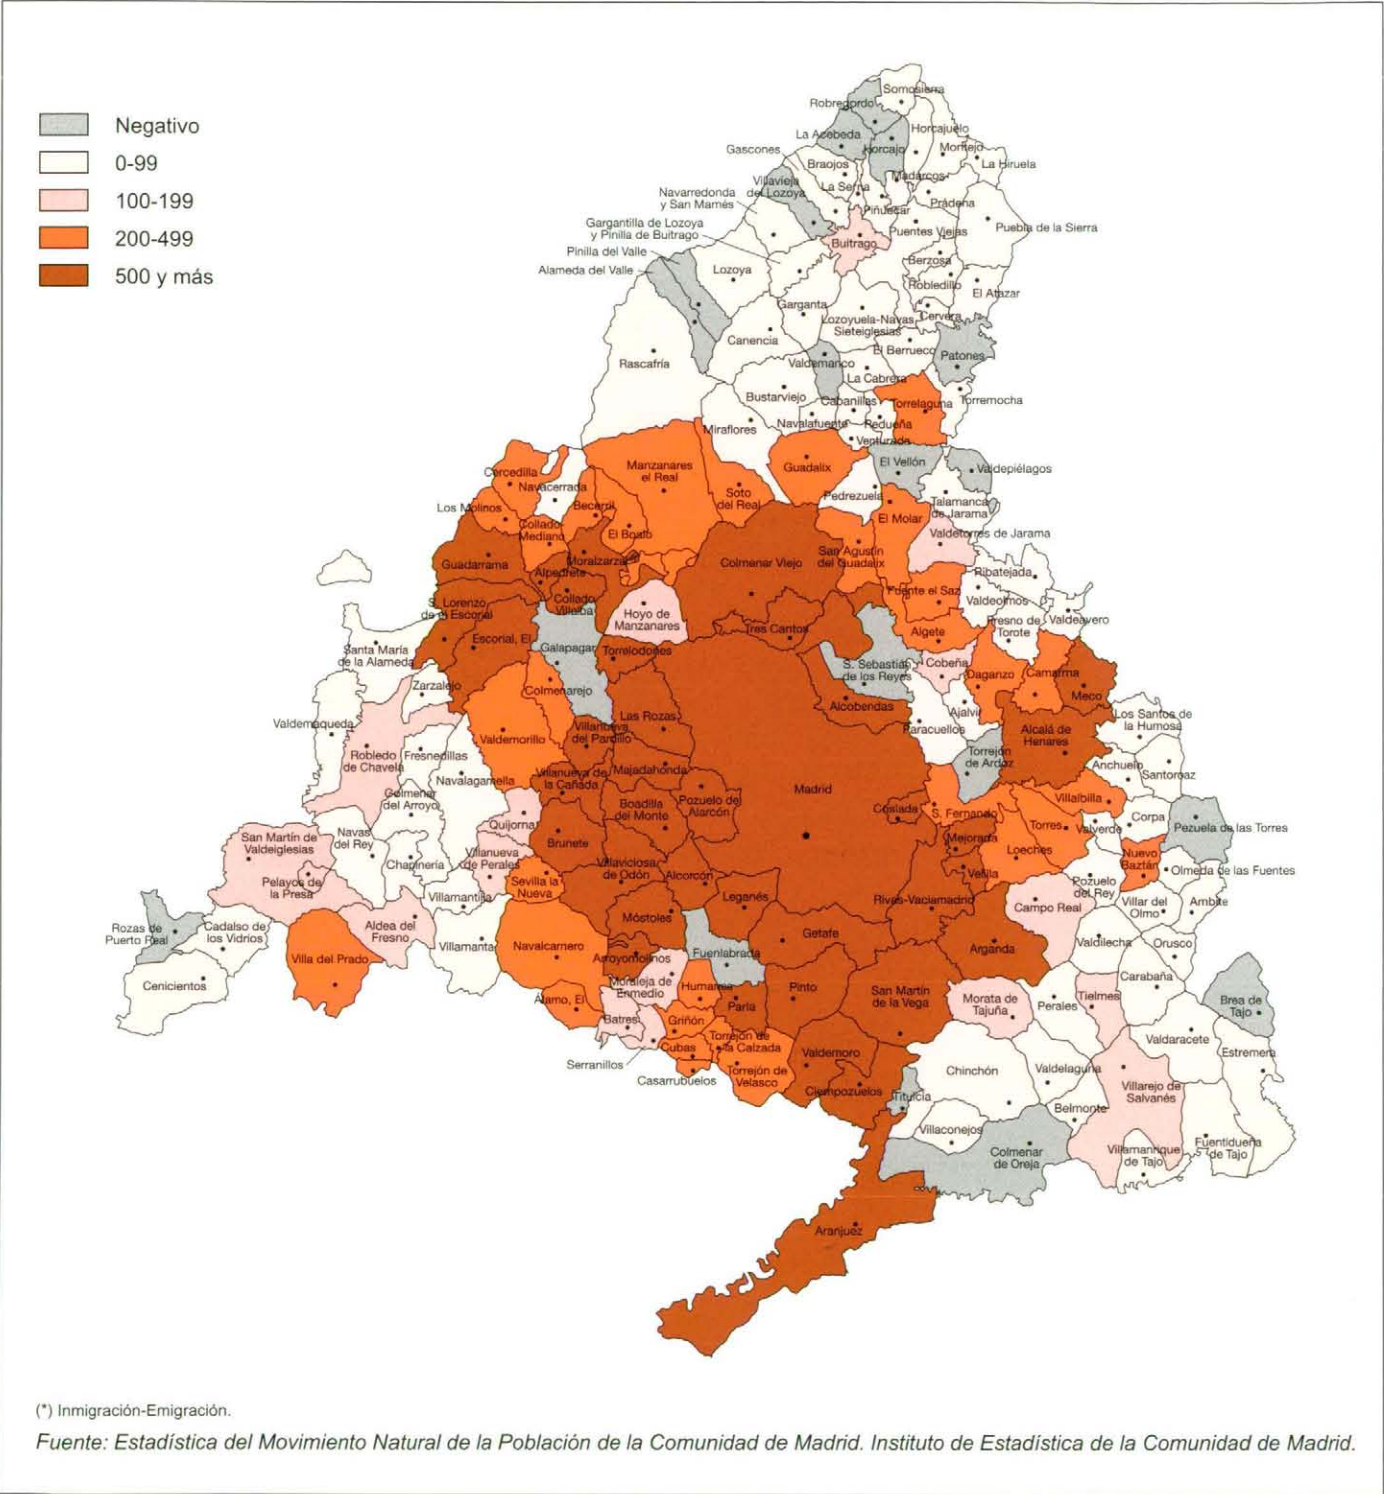 Negativo
0-99
100-199
200-499
500 y más
Somosierra
Robregordo
La Acebeda
Horcajuelo
Horcajo
Montejo
La Hiruela
Gascones
Braojos
Madarcos
Villavieja
del Lozoya
La Serna
Prádena
Navarredonda
y San Mamés
Piñuécar
Puentes Viejas
Puebla de la Sierra
Gargantilla de Lozoya
y Pinilla de Buitrago
Buitrago
Pinilla del Valle
Berzosa
Alameda del Valle
Lozoya
Robledillo
El Atazar
Garganta
Lozoyuela-Navas
Sieteiglesias
Cervera
Canencia
El Berrueco
Patones
Rascafría
Valdemanco
La Cabrera
Bustarviejo
Cabanillas
Torrelaguna
Torremocha
Miraflores
Navalafuente
Redueña
Venturada
Cercedilla
Manzanares
el Real
Guadalix
El Vellón
Valdepiélagos
Navacerrada
Soto
del Real
Pedrezuela
Talamanca
de Jarama
Los Molinos
Becerril
Collado
Mediano
El Boalo
El Molar
Valdetorres de Jarama
Guadarrama
Moralzarzal
Colmenar Viejo
San Agustín
del Guadalix
Alpedrete
Ribatejada
Fuente el Saz
Valdeolmos
S. Lorenzo
de el Escorial
Collado
Villalba
Hoyo de
Manzanares
Tres Cantos
Algete
Fresno de
Torote
Valdeavero
Escorial, El
Galapagar
Torrelodones
Santa María
de la Alameda
S. Sebastián
de los Reyes
Cobeña
Daganzo
Camarma
Meco
Zarzalejo
Colmenarejo
Alcobendas
Ajalvir
Valdemaqueda
Las Rozas
Paracuellos
Los Santos de
la Humosa
Valdemorillo
Villanueva
del Pardillo
Alcalá de
Henares
Robledo
de Chavela
Fresnedillas
Torrejón
de Ardoz
Anchuelo
Santorcaz
Navalagamella
Villanueva de
la Cañada
Majadahonda
Madrid
Colmenar
del Arroyo
Boadilla
del Monte
Pozuelo de
Alarcón
Coslada
S. Fernando
Villalbilla
Quijorna
Torres
Valverde
Corpa
Pezuela de las Torres
San Martín de
Valdeiglesias
Navas
del Rey
Brunete
Mejorada
Loeches
Chapinería
Villanueva
de Perales
Villaviciosa
de Odón
Alcorcón
Velilla
Nuevo
Baztán
Olmeda de las Fuentes
Pelayos de
la Presa
Sevilla la
Nueva
Pozuelo
del Rey
Villamantilla
Leganés
Rivas-Vaciamadrid
Campo Real
Villar del
Olmo
Ambite
Rozas de
Puerto Real
Cadalso de
los Vidrios
Aldea del
Fresno
Móstoles
Getafe
Villamanta
Navalcarnero
Fuenlabrada
Arganda
Valdilecha
Orusco
Villa del Prado
Arroyomolinos
Carabaña
Cenicientos
Moraleja de
Enmedio
Humanes
Pinto
San Martín
de la Vega
Álamo, El
Parla
Morata de
Tajuña
Perales
Tielmes
Brea de
Tajo
Batres
Griñón
Torrejón de
la Calzada
Valdaracete
Serranillos
Cubas
Valdemoro
Estremera
Casarrubuelos
Torrejón de
Velasco
Ciempozuelos
Chinchón
Valdelaguna
Villarejo de
Salvanés
Titulcia
Belmonte
Villaconejos
Colmenar
de Oreja
Villamanrique
de Tajo
Fuentidueña
de Tajo
Aranjuez
(*) Inmigración-Emigración.
Fuente: Estadística del Movimiento Natural de la Población de la Comunidad de Madrid. Instituto de Estadística de la Comunidad de Madrid.